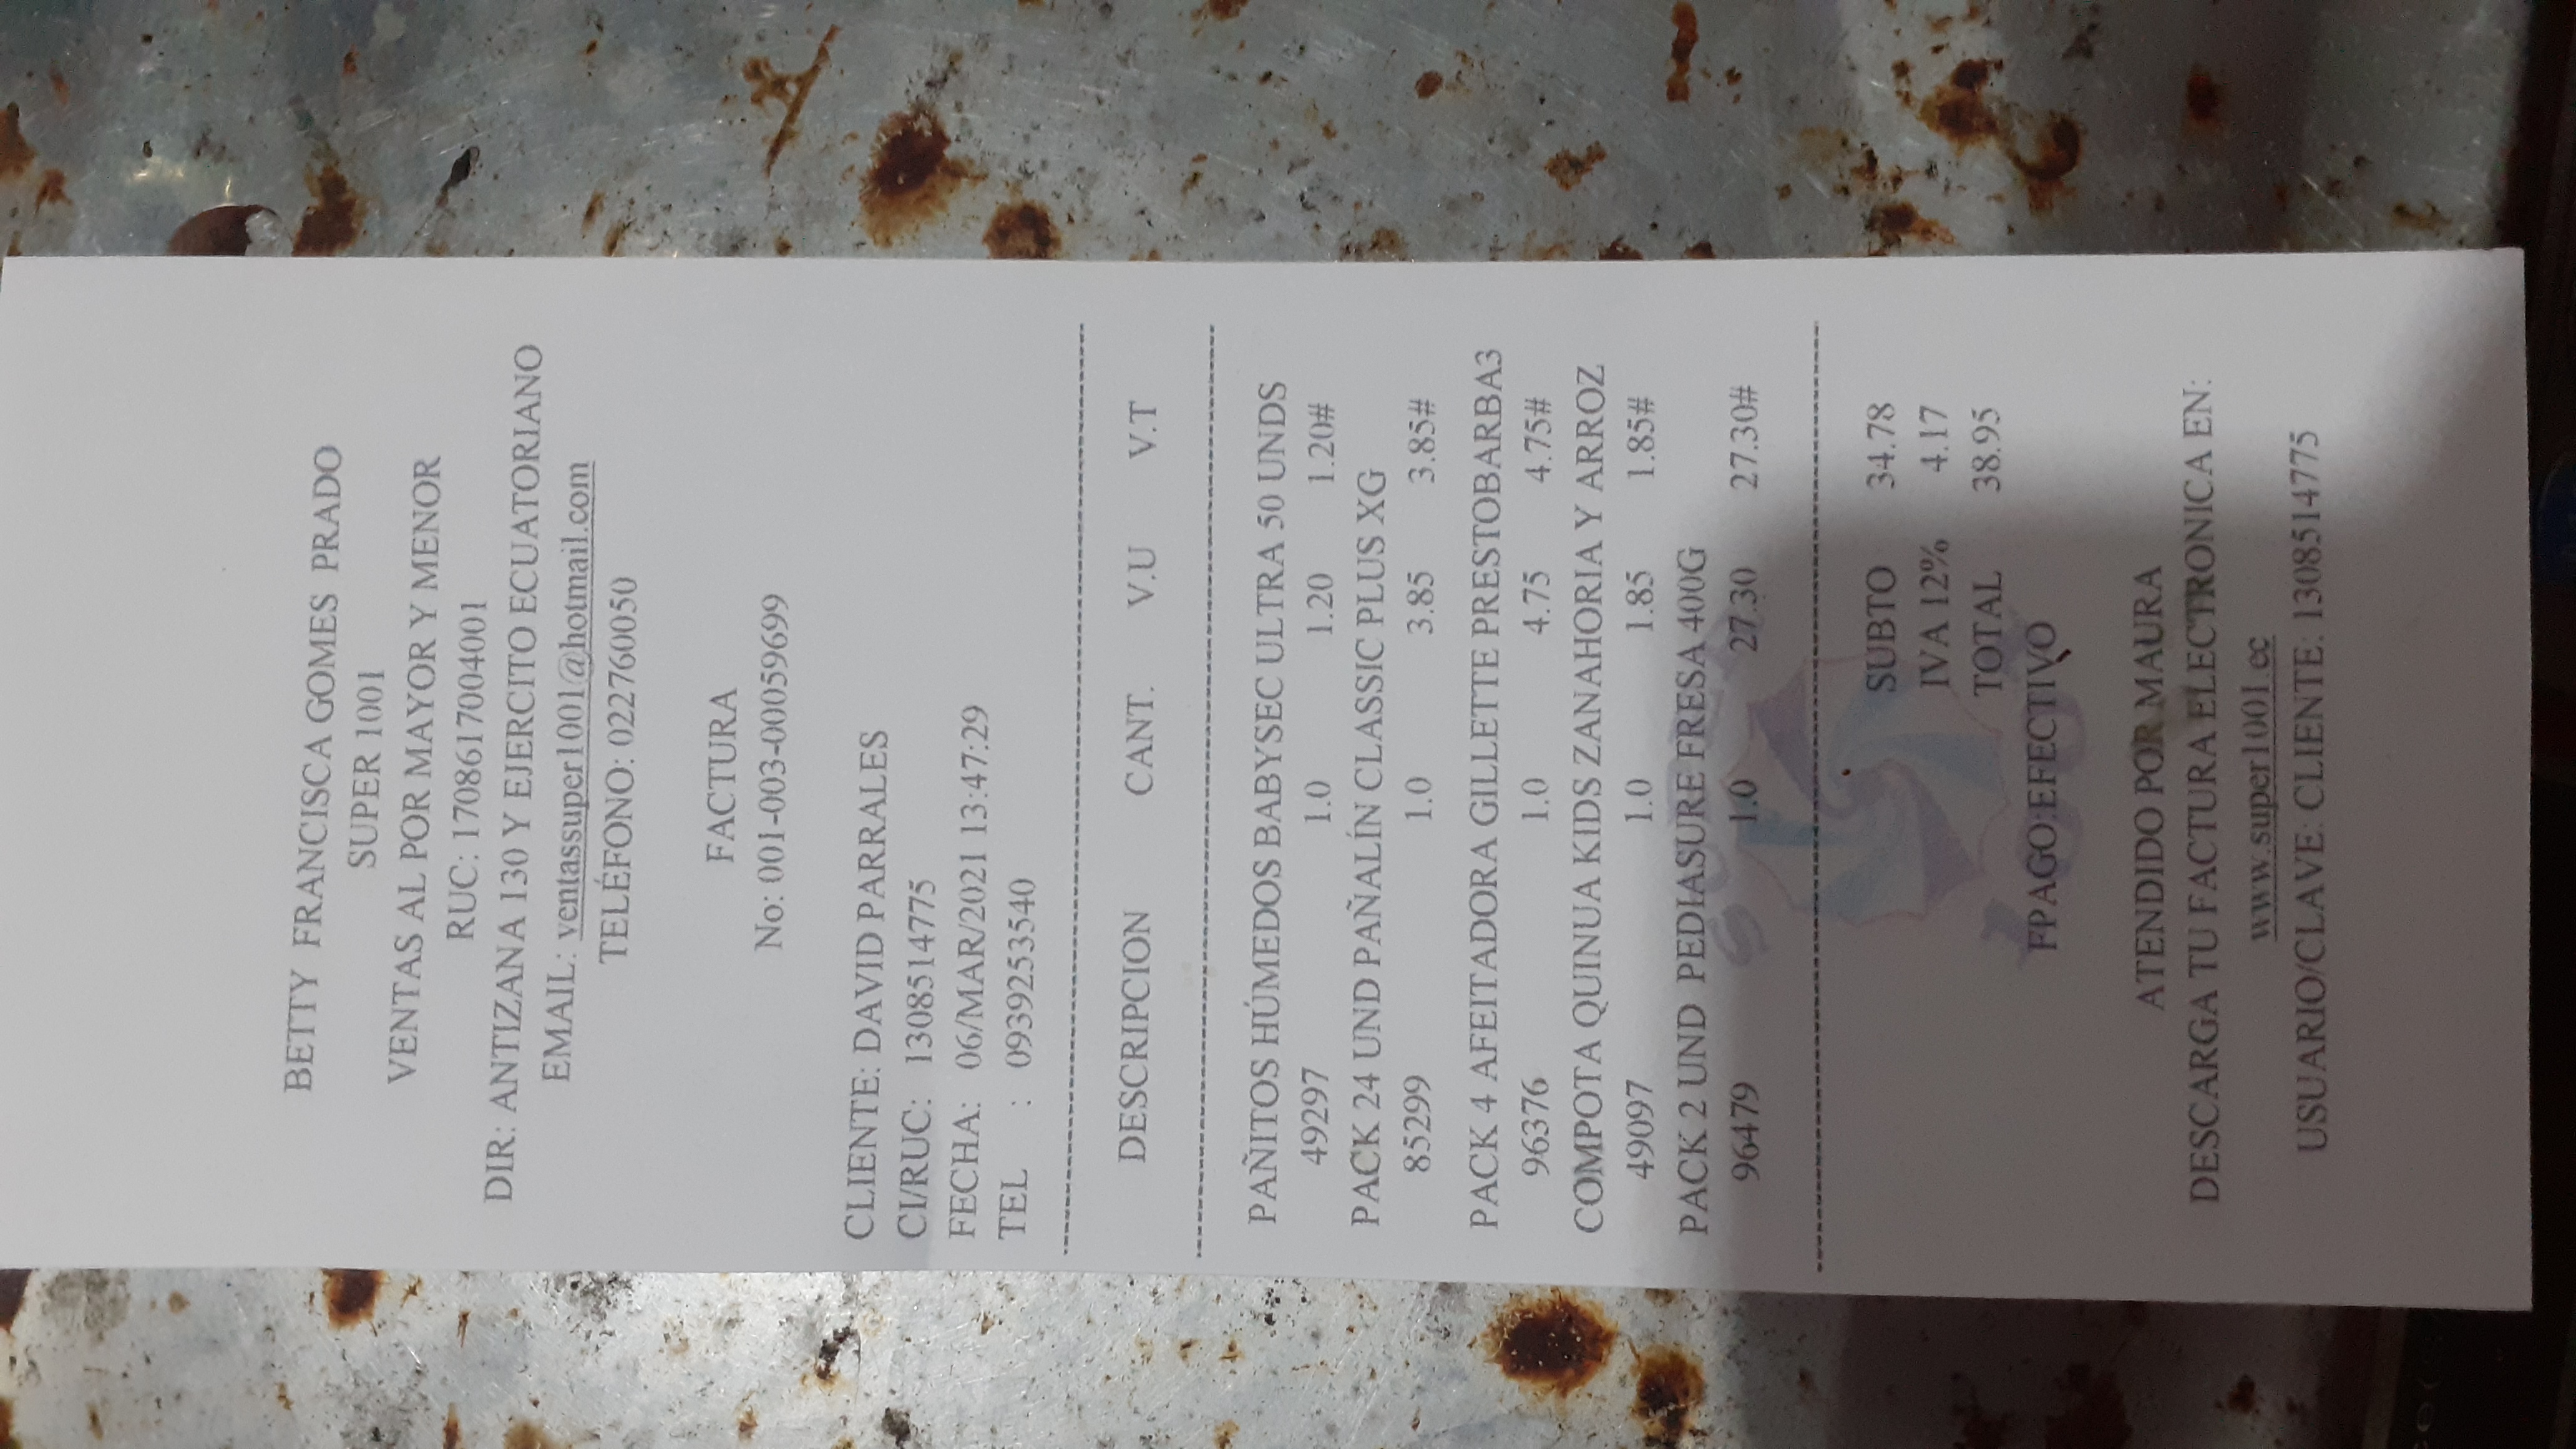 BETTY FRANCISCA GOMES PRADO
SUPER 1001
VENTAS AL POR MAYOR Y MENOR
RUC: 1708617004001
DIR: ANTIZANA 130 Y EJERCITO ECUATORIANO
EMAIL: ventassuper1001@hotmail.com
TELÉFONO: 022760050
FACTURA
No: 001-003-00059699
CLIENTE: DAVID PARRALES
CI/RUC: 1308514775
FECHA: 06/MAR/2021 13:47:29
TEL : 0939253540
DESCRIPCION CANT. V.U V.T
PAÑITOS HÚMEDOS BABYSEC ULTRA 50 UNDS
49297 1.0 1.20 1.20#
PACK 24 UND PAÑALÍN CLASSIC PLUS XG
85299 1.0 3.85 3.85#
PACK 4 AFEITADORA GILLETTE PRESTOBARBA3
96376 1.0 4.75 4.75#
COMPOTA QUINUA KIDS ZANAHORIA Y ARROZ
49097 1.0 1.85 1.85#
PACK 2 UND PEDIASURE FRESA 400G
96479 1.0 27.30 27.30#
SUBTO 34.78
IVA 12% 4.17
TOTAL 38.95
FPAGO:EFECTIVO
ATENDIDO POR MAURA
DESCARGA TU FACTURA ELECTRONICA EN:
www.super1001.ec
USUARIO/CLAVE: CLIENTE: 1308514775